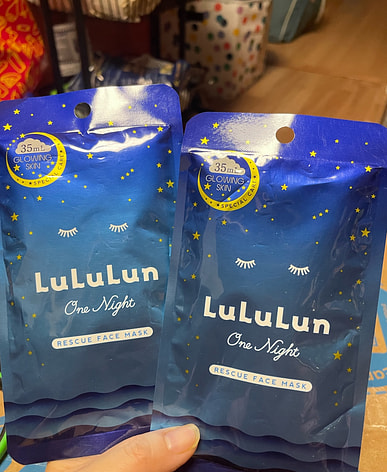 35mL
GLOWING
SKIN
SPECIAL CARE
LuLuLun
One Night
RESCUE FACE MASK
35mL
GLOWING
SKIN
SPECIAL CARE
LuLuLun
One Night
RESCUE FACE MASK